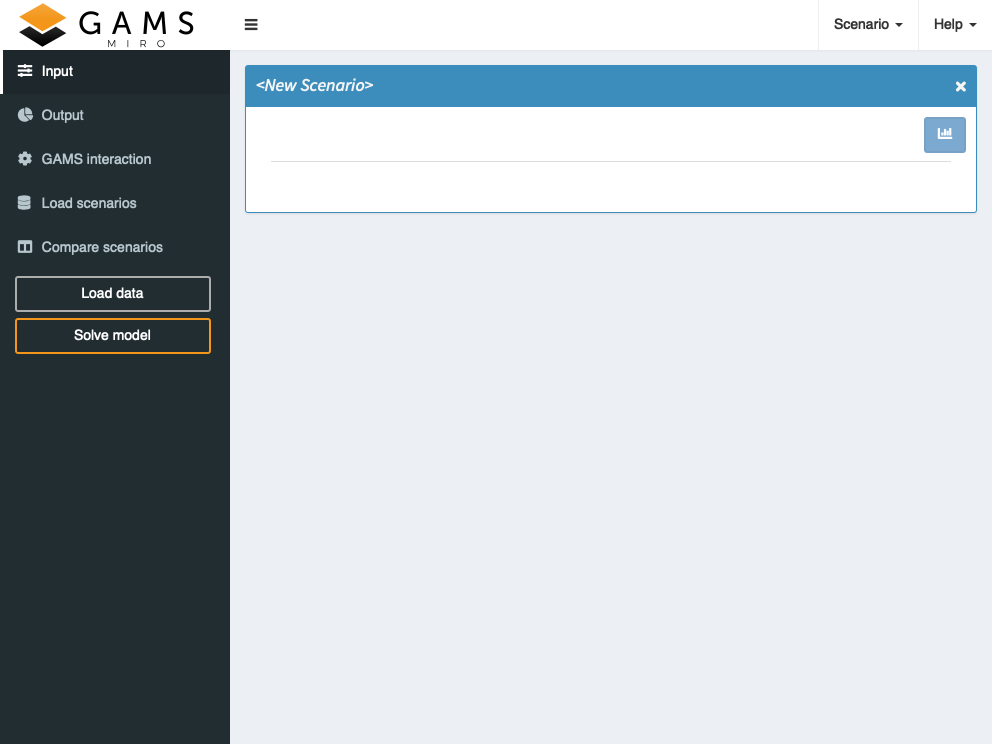 GAMS
MIRO
Scenario
Help
Input
Output
GAMS interaction
Load scenarios
Compare scenarios
Load data
Solve model
<New Scenario>